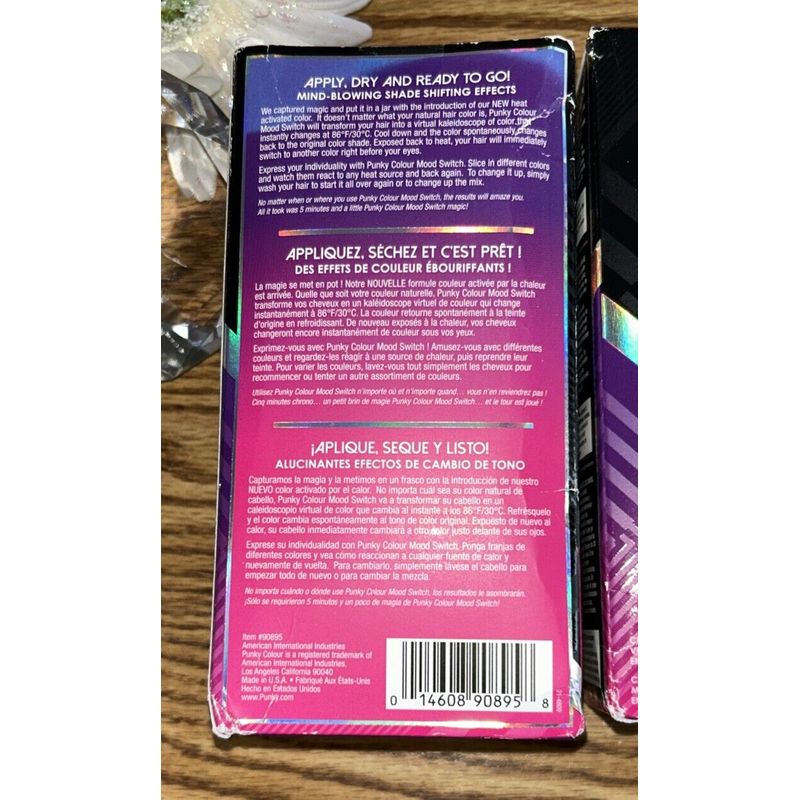 APPLY, DRY AND READY TO GO!
MIND-BLOWING SHADE SHIFTING EFFECTS
We captured magic and put it in a jar with the introduction of our NEW heat
activated color. It doesn't matter what your natural hair color is, Punky Colour
Mood Switch will transform your hair into a virtual kaleidoscope of color that
instantly changes at 86°F/30°C. Cool down and the color spontaneously changes
back to the original color shade. Exposed back to heat, your hair will immediately
switch to another color right before your eyes.
Express your individuality with Punky Colour Mood Switch. Slice in different colors
and watch them react to any heat source and back again. To change it up, simply
wash your hair to start it all over again or to change up the mix.
No matter when or where you use Punky Colour Mood Switch, the results will amaze you.
All it took was 5 minutes and a little Punky Colour Mood Switch magic!
APPLIQUEZ, SÉCHEZ ET C'EST PRÊT !
DES EFFETS DE COULEUR ÉBOURIFFANTS !
La magie se met en pot ! Notre NOUVELLE formule couleur activée par la chaleur
est arrivée. Quelle que soit votre couleur naturelle, Punky Colour Mood Switch
transforme vos cheveux en un kaléidoscope virtuel de couleur qui change
instantanément à 86°F/30°C. La couleur retourne spontanément à la teinte
d'origine en refroidissant. De nouveau exposés à la chaleur, vos cheveux
changeront encore instantanément de couleur sous vos yeux.
Exprimez-vous avec Punky Colour Mood Switch ! Amusez-vous avec différentes
couleurs et regardez-les réagir à une source de chaleur, puis reprendre leur
teinte. Pour varier les couleurs, lavez-vous tout simplement les cheveux pour
recommencer ou tenter un autre assortiment de couleurs.
Utilisez Punky Colour Mood Switch n'importe où et n'importe quand... vous n'en reviendrez pas !
Cinq minutes chrono... un petit brin de magie Punky Colour Mood Switch... et le tour est joué !
¡APLIQUE, SEQUE Y LISTO!
ALUCINANTES EFECTOS DE CAMBIO DE TONO
Capturamos la magia y la metimos en un frasco con la introducción de nuestro
NUEVO color activado por el calor. No importa cuál sea su color natural de
cabello, Punky Colour Mood Switch va a transformar su cabello en un
caleidoscopio virtual de color que cambia al instante a los 86°F/30°C. Refrésquelo
y el color cambia espontáneamente al tono de color original. Expuesto de nuevo al
calor, su cabello inmediatamente cambiará a otro color justo delante de sus ojos.
Exprese su individualidad con Punky Colour Mood Switch. Ponga franjas de
diferentes colores y vea cómo reaccionan a cualquier fuente de calor y
nuevamente de vuelta. Para cambiarlo, simplemente lávese el cabello para
empezar todo de nuevo o para cambiar la mezcla.
No importa cuándo o dónde use Punky Colour Mood Switch, los resultados le asombrarán.
¡Sólo se requirieron 5 minutos y un poco de magia de Punky Colour Mood Switch!
Item #90895
American International Industries
Punky Colour is a registered trademark of
American International Industries,
Los Angeles California 90040
Made in U.S.A. • Fabriqué Aux États-Unis
Hecho en Estados Unidos
www.Punky.com
0 14608 90895 8